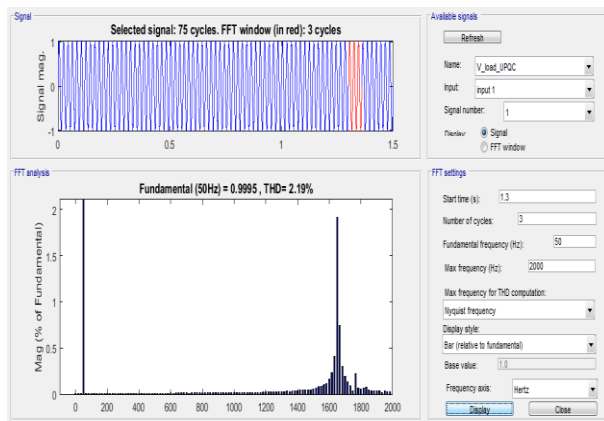 Signal
Selected signal: 75 cycles. FFT window (in red): 3 cycles
Signal mag.
1
0
-1
0
0.5
1
1.5
FFT analysis
Fundamental (50Hz) = 0.9995 , THD= 2.19%
Mag (% of Fundamental)
2
1.5
1
0.5
0
0 200 400 600 800 1000 1200 1400 1600 1800 2000
Available signals
Refresh
Name: V_load_UPQC
Input: input 1
Signal number: 1
Display: Signal
FFT window
FFT settings
Start time (s): 1.3
Number of cycles: 3
Fundamental frequency (Hz): 50
Max frequency (Hz): 2000
Max frequency for THD computation:
Nyquist frequency
Display style:
Bar (relative to fundamental)
Base value: 1.0
Frequency axis: Hertz
Display Close